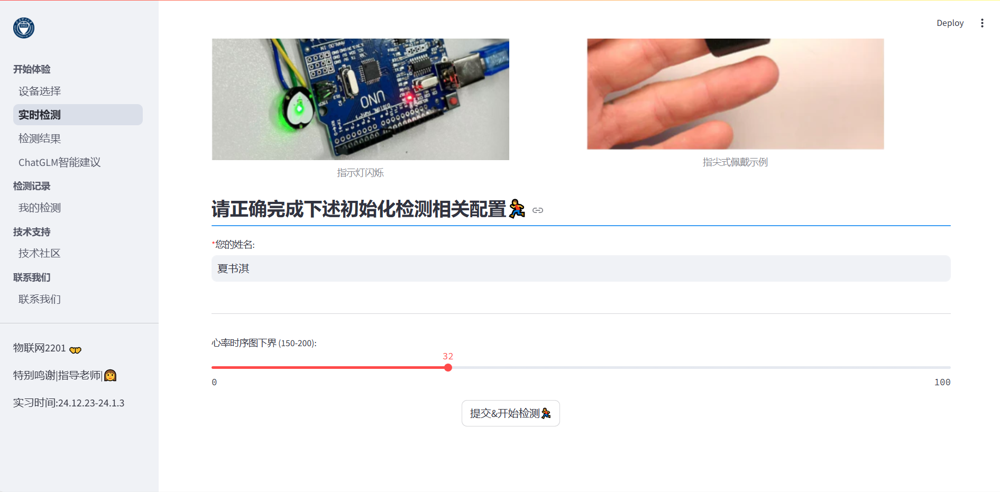 Deploy
开始体验
设备选择
实时检测
检测结果
ChatGLM智能建议
检测记录
我的检测
技术支持
技术社区
联系我们
联系我们
物联网2201
特别鸣谢|指导老师|
实习时间:24.12.23-24.1.3
UNO
指示灯闪烁
指尖式佩戴示例
请正确完成下述初始化检测相关配置
*您的姓名:
夏书淇
心率时序图下界 (150-200):
32
0
100
提交&开始检测